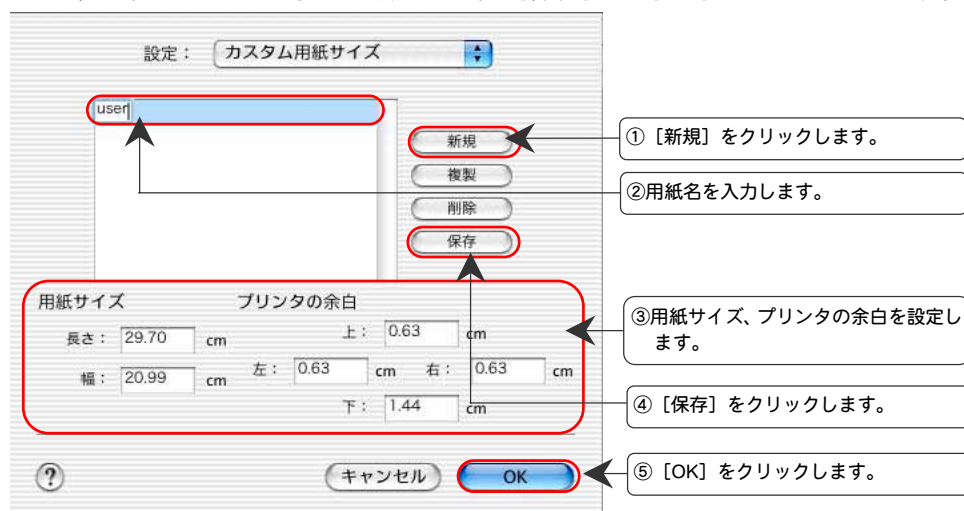 設定： カスタム用紙サイズ
user
新規
複製
削除
保存
① ［新規］をクリックします。
②用紙名を入力します。
用紙サイズ
プリンタの余白
長さ： 29.70 cm
幅： 20.99 cm
上： 0.63 cm
左： 0.63 cm
右： 0.63 cm
下： 1.44 cm
③用紙サイズ、プリンタの余白を設定し
ます。
④ ［保存］をクリックします。
?
キャンセル
OK
⑤ ［OK］をクリックします。